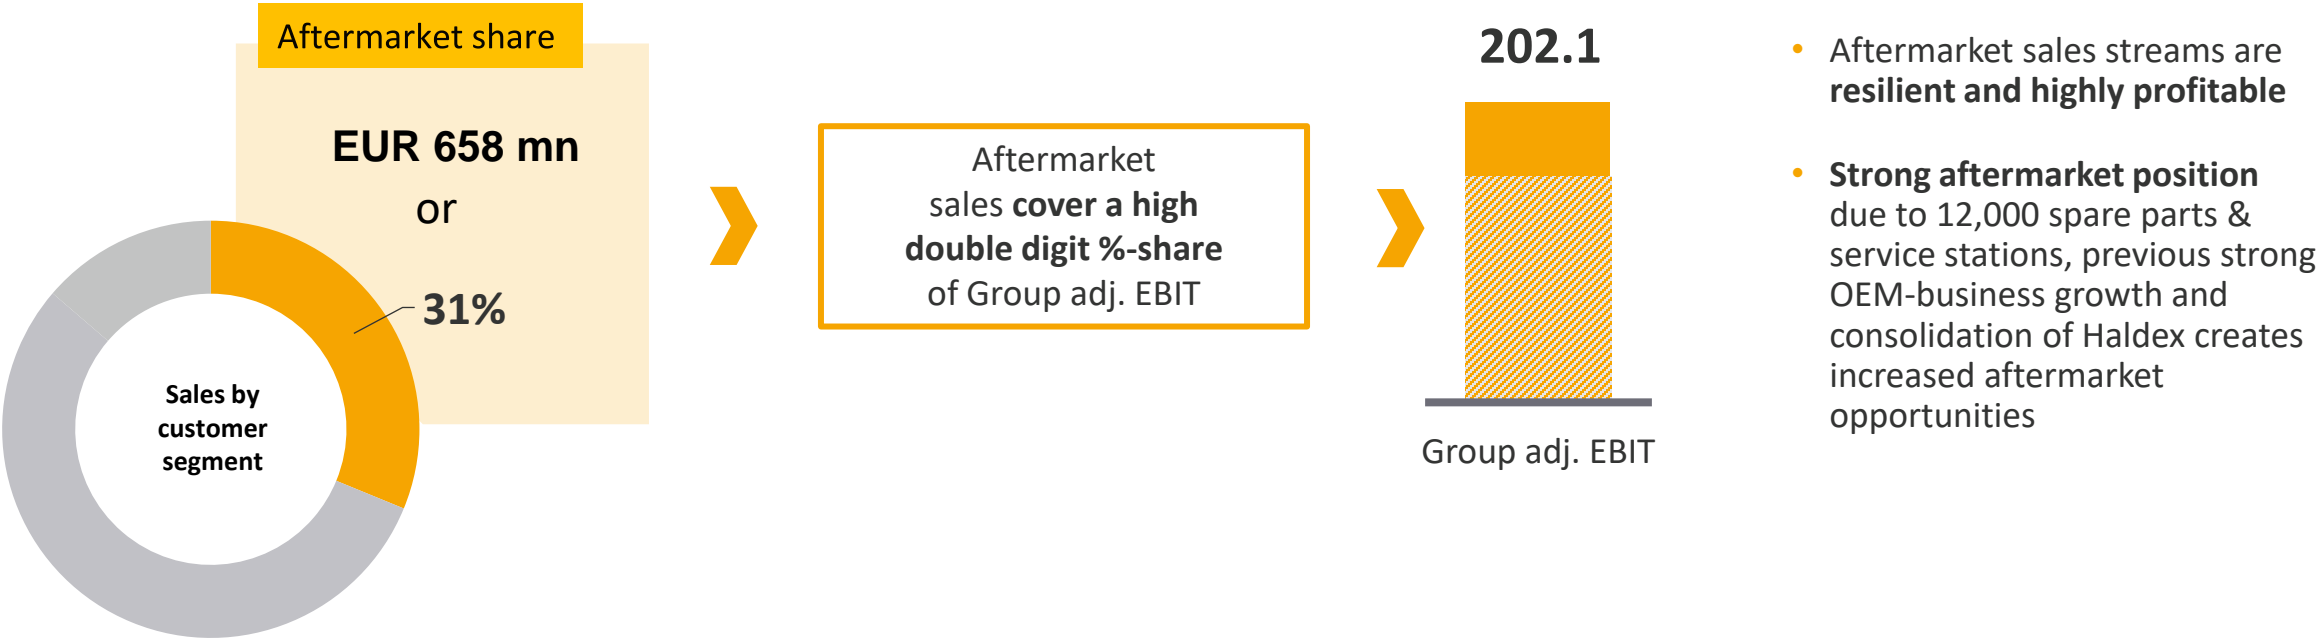 Aftermarket share
EUR 658 mn
or
31%
Sales by
customer
segment
Aftermarket
sales cover a high
double digit %-share
of Group adj. EBIT
202.1
Group adj. EBIT
• Aftermarket sales streams are
resilient and highly profitable
• Strong aftermarket position
due to 12,000 spare parts &
service stations, previous strong
OEM-business growth and
consolidation of Haldex creates
increased aftermarket
opportunities